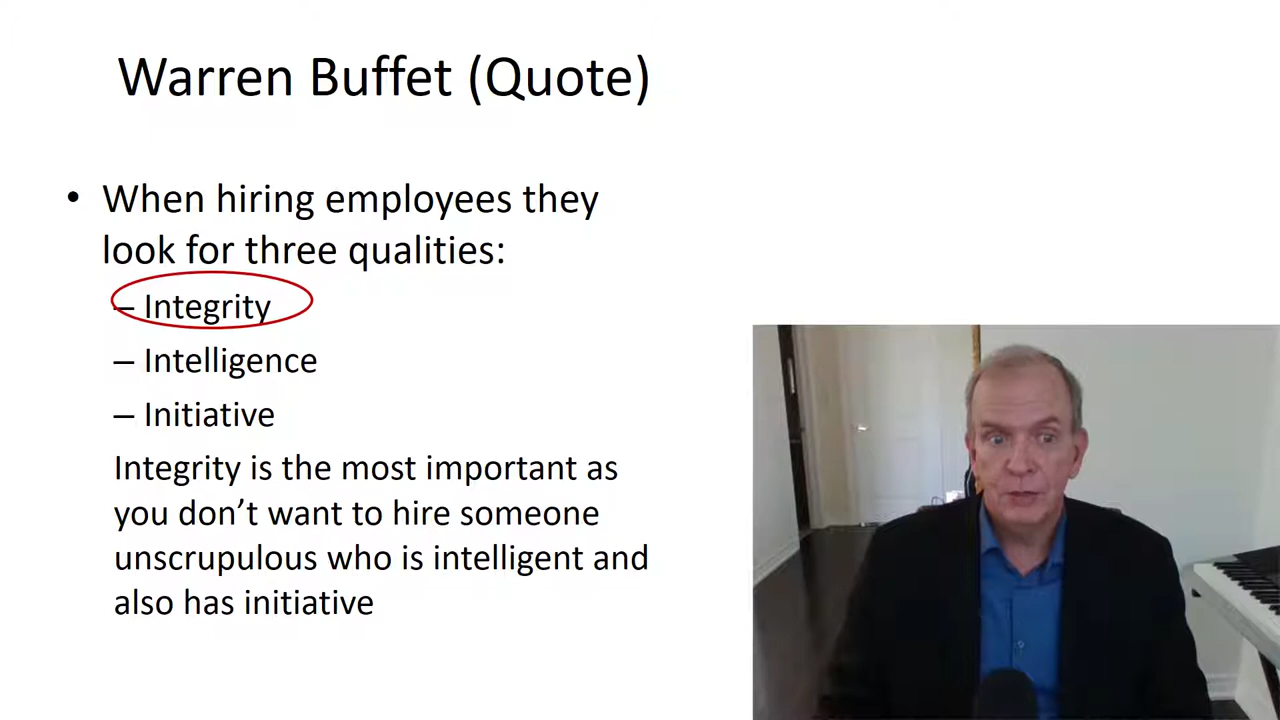 Warren Buffet (Quote)
• When hiring employees they
look for three qualities:
– Integrity
– Intelligence
– Initiative
Integrity is the most important as
you don’t want to hire someone
unscrupulous who is intelligent and
also has initiative